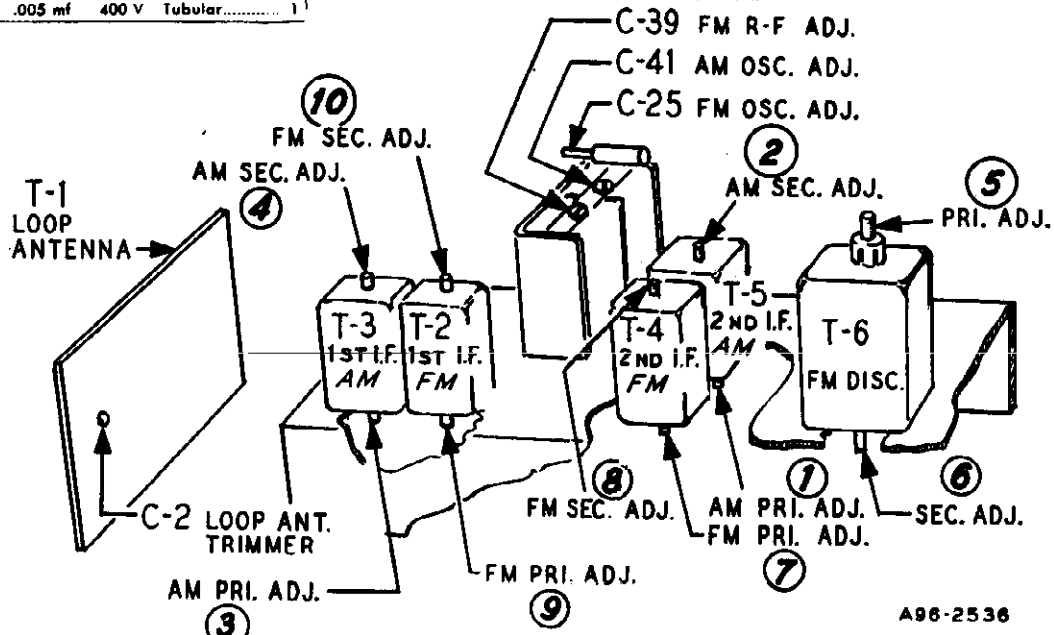 .005 mf 400 V Tubular........... 1
C-39 FM R-F ADJ.
C-41 AM OSC. ADJ.
C-25 FM OSC. ADJ.
10
FM SEC. ADJ.
2
AM SEC. ADJ.
AM SEC. ADJ.
4
5
PRI. ADJ.
T-1
LOOP
ANTENNA
T-3
1ST I.F.
AM
T-2
1ST I.F.
FM
T-4
2ND I.F.
FM
T-5
2ND I.F.
AM
T-6
FM DISC.
C-2 LOOP ANT.
TRIMMER
8
FM SEC. ADJ.
1
AM PRI. ADJ.
FM PRI. ADJ.
7
6
SEC. ADJ.
AM PRI. ADJ.
3
FM PRI. ADJ.
9
A96-2536